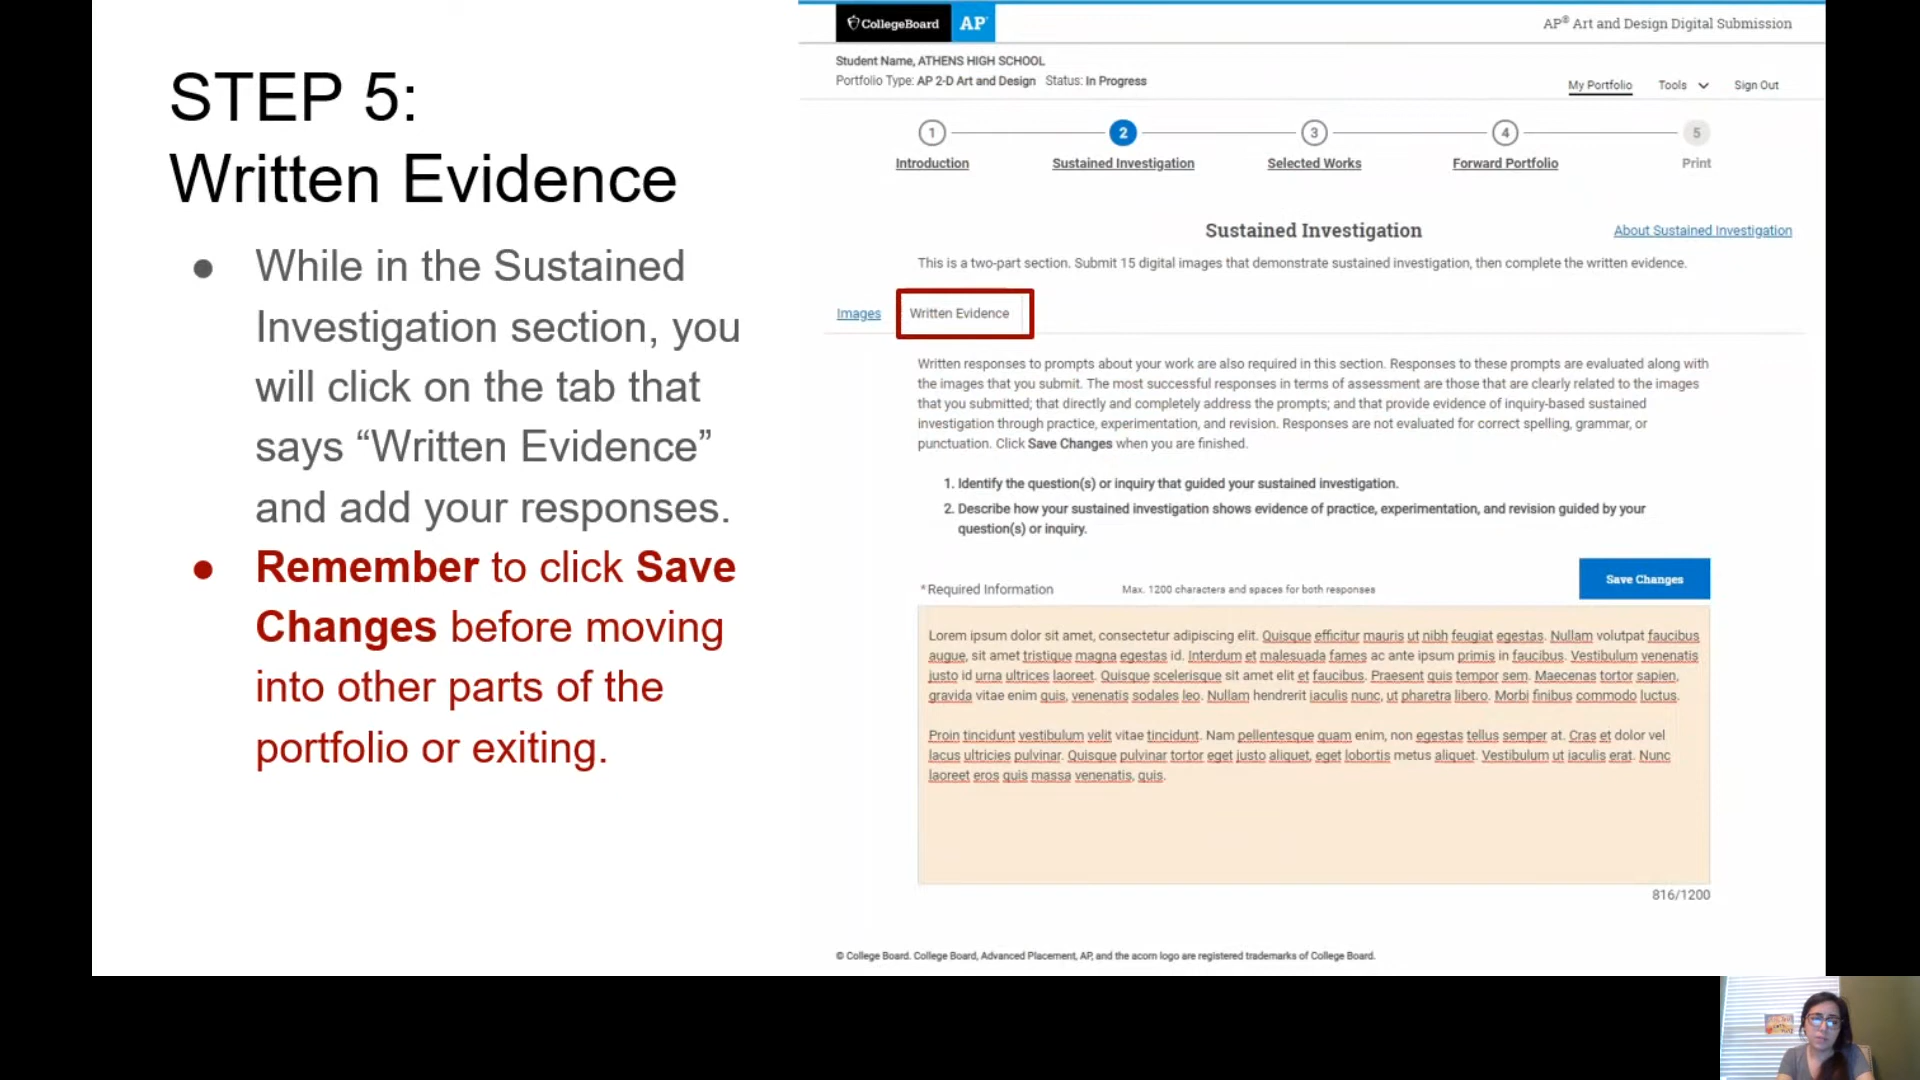 STEP 5:
Written Evidence
● While in the Sustained
Investigation section, you
will click on the tab that
says “Written Evidence”
and add your responses.
● Remember to click Save
Changes before moving
into other parts of the
portfolio or exiting.
CollegeBoard AP®
AP® Art and Design Digital Submission
Student Name, ATHENS HIGH SCHOOL
Portfolio Type: AP 2-D Art and Design Status: In Progress
My Portfolio Tools Sign Out
1 2 3 4 5
Introduction Sustained Investigation Selected Works Forward Portfolio Print
Sustained Investigation
About Sustained Investigation
This is a two-part section. Submit 15 digital images that demonstrate sustained investigation, then complete the written evidence.
Images Written Evidence
Written responses to prompts about your work are also required in this section. Responses to these prompts are evaluated along with
the images that you submit. The most successful responses in terms of assessment are those that are clearly related to the images
that you submitted; that directly and completely address the prompts; and that provide evidence of inquiry-based sustained
investigation through practice, experimentation, and revision. Responses are not evaluated for correct spelling, grammar, or
punctuation. Click Save Changes when you are finished.
1. Identify the question(s) or inquiry that guided your sustained investigation.
2. Describe how your sustained investigation shows evidence of practice, experimentation, and revision guided by your
question(s) or inquiry.
*Required Information Max. 1200 characters and spaces for both responses Save Changes
Lorem ipsum dolor sit amet, consectetur adipiscing elit. Quisque efficitur mauris ut nibh feugiat egestas. Nullam volutpat faucibus
augue, sit amet tristique magna egestas id. Interdum et malesuada fames ac ante ipsum primis in faucibus. Vestibulum venenatis
justo id urna ultrices laoreet. Quisque scelerisque sit amet elit et faucibus. Praesent quis tempor sem. Maecenas tortor sapien,
gravida vitae enim quis, venenatis sodales leo. Nullam hendrerit iaculis nunc, ut pharetra libero. Morbi finibus commodo luctus.
Proin tincidunt vestibulum velit vitae tincidunt. Nam pellentesque quam enim, non egestas tellus semper at. Cras et dolor vel
lacus ultricies pulvinar. Quisque pulvinar tortor eget justo aliquet, eget lobortis metus aliquet. Vestibulum ut iaculis erat. Nunc
laoreet eros quis massa venenatis, quis.
816/1200
© College Board. College Board, Advanced Placement, AP, and the acorn logo are registered trademarks of College Board.